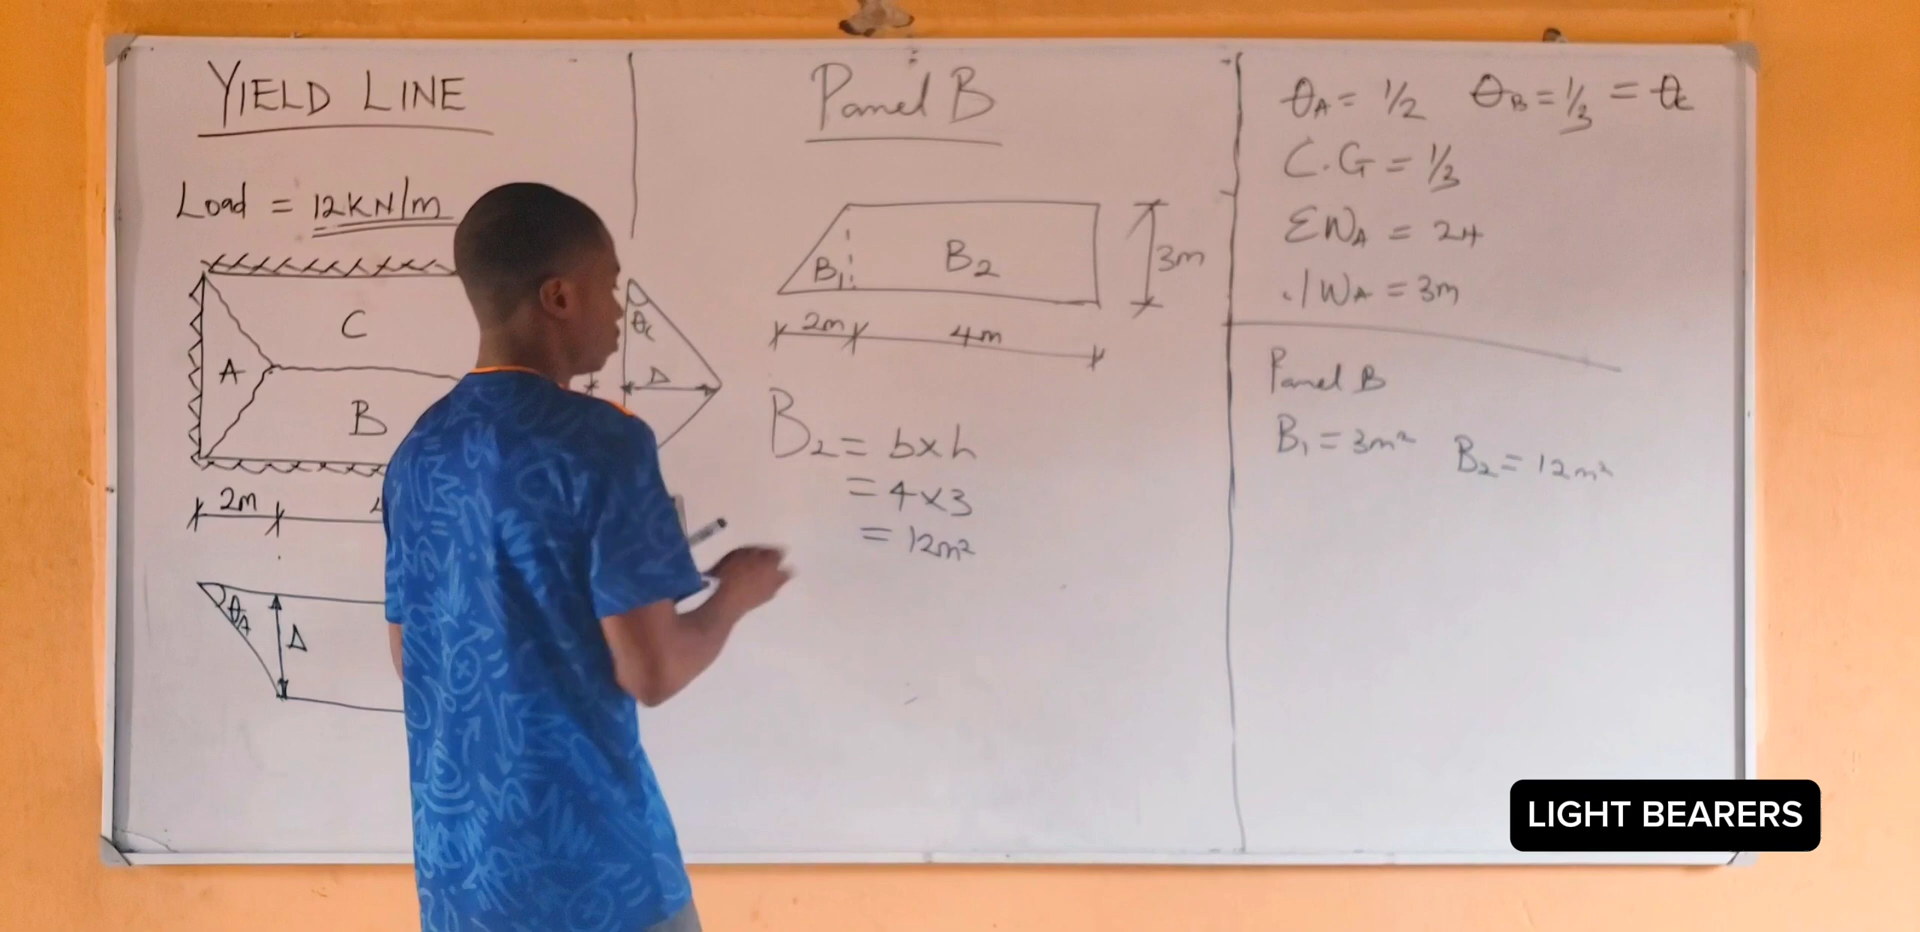 YIELD LINE
Load = 12KN/m
C
A
B
2m
θA
Δ
θc
Δ
Panel B
B1
B2
3m
2m
4m
B2 = b×h
= 4×3
= 12m²
θA = 1/2 θB = 1/3 = θc
C.G = 1/3
ΣWA = 24
IWA = 3m
Panel B
B1 = 3m² B2 = 12m²
LIGHT BEARERS